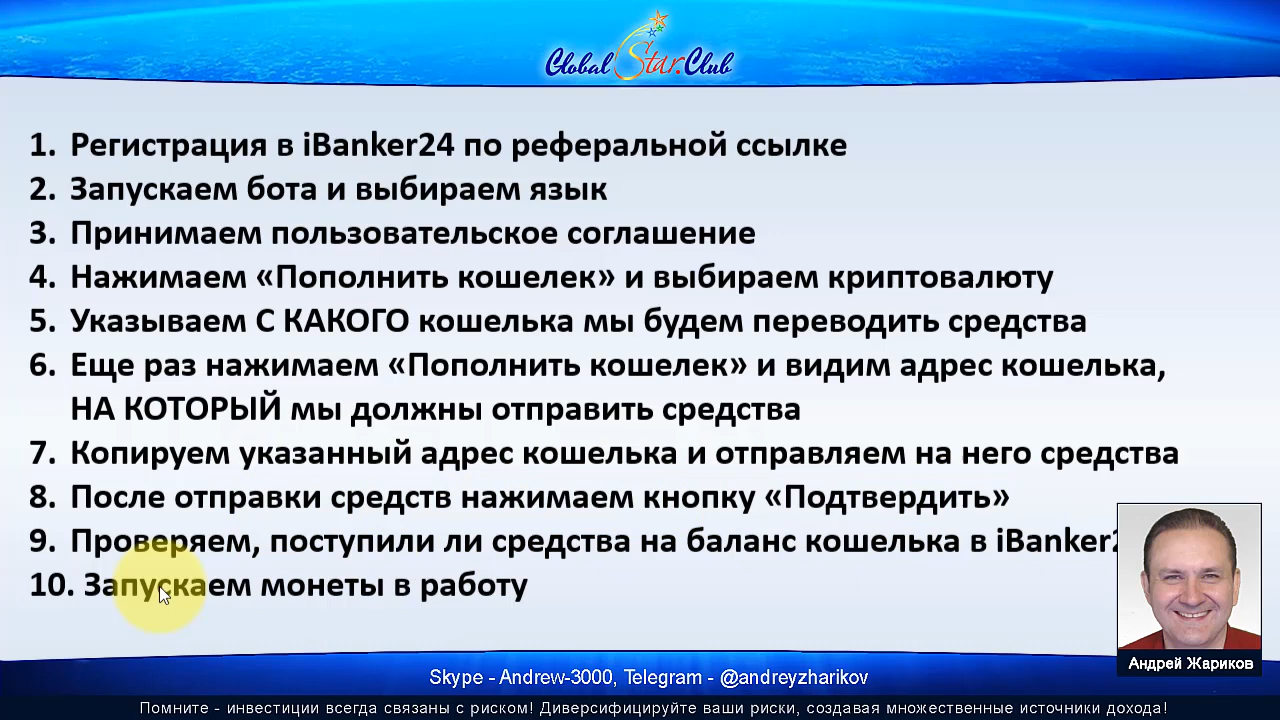 Global Star.Club
1. Регистрация в iBanker24 по реферальной ссылке
2. Запускаем бота и выбираем язык
3. Принимаем пользовательское соглашение
4. Нажимаем «Пополнить кошелек» и выбираем криптовалюту
5. Указываем С КАКОГО кошелька мы будем переводить средства
6. Еще раз нажимаем «Пополнить кошелек» и видим адрес кошелька,
НА КОТОРЫЙ мы должны отправить средства
7. Копируем указанный адрес кошелька и отправляем на него средства
8. После отправки средств нажимаем кнопку «Подтвердить»
9. Проверяем, поступили ли средства на баланс кошелька в
10. Запускаем монеты в работу
Андрей Жариков
Skype - Andrew-3000, Telegram - @andreyzharikov
Помните - инвестиции всегда связаны с риском! Диверсифицируйте ваши риски, создавая множественные источники дохода!